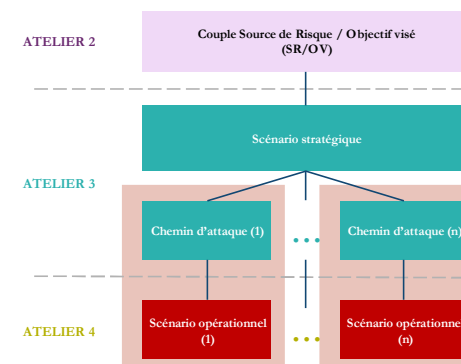 ATELIER 2
Couple Source de Risque / Objectif visé
(SR/OV)
Scénario stratégique
ATELIER 3
Chemin d'attaque (1)
...
Chemin d'attaque (n)
ATELIER 4
Scénario opérationnel
(1)
...
Scénario opérationnel
(n)